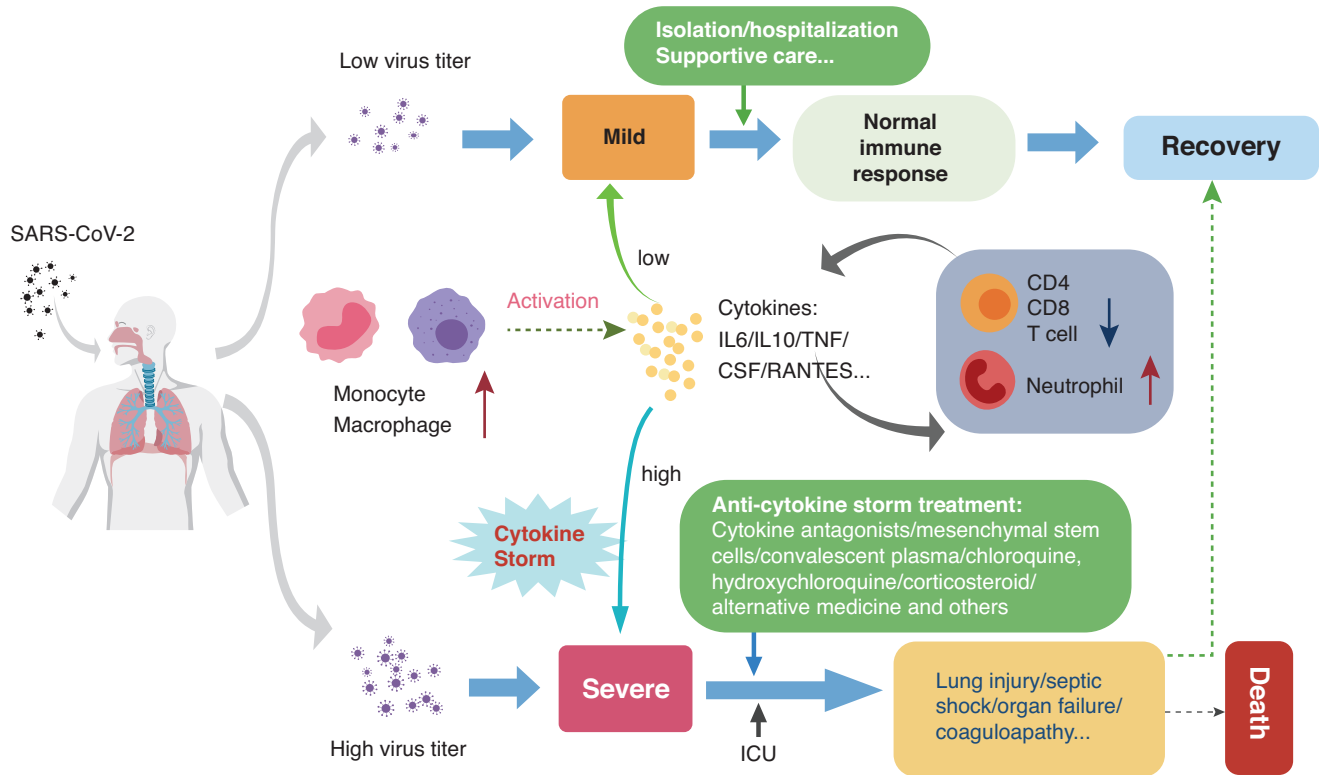 Isolation/hospitalization
Supportive care...
Low virus titer
Mild
Normal
immune
response
Recovery
SARS-CoV-2
low
Activation
Monocyte
Macrophage
Cytokines:
IL6/IL10/TNF/
CSF/RANTES...
CD4
CD8
T cell
Neutrophil
high
Cytokine
Storm
Anti-cytokine storm treatment:
Cytokine antagonists/mesenchymal stem
cells/convalescent plasma/chloroquine,
hydroxychloroquine/corticosteroid/
alternative medicine and others
High virus titer
Severe
ICU
Lung injury/septic
shock/organ failure/
coaguloapathy...
Death